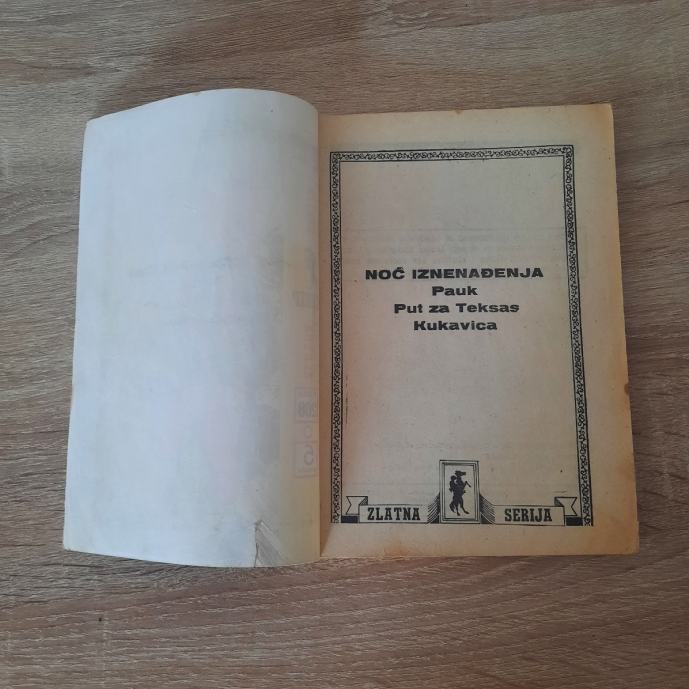 NOĆ IZNENAĐENJA
Pauk
Put za Teksas
Kukavica
ZLATNA SERIJA